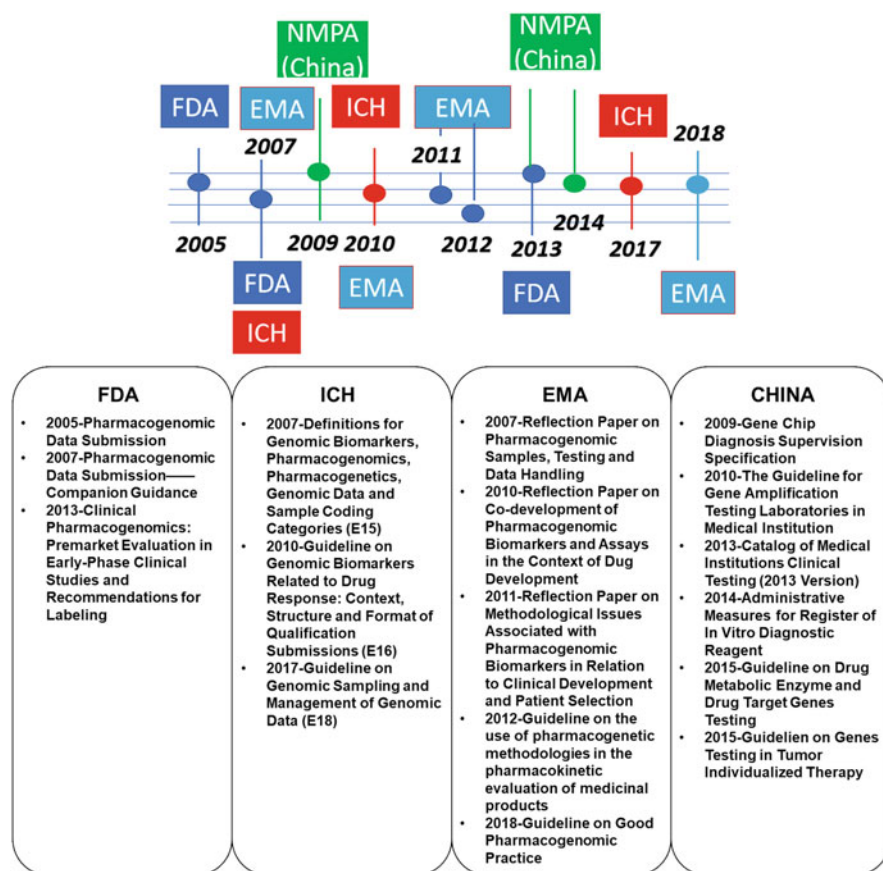 NMPA
(China)
NMPA
(China)
FDA
EMA
ICH
EMA
ICH
2007
2011
2018
2005
2009
2010
2012
2013
2014
2017
FDA
EMA
FDA
EMA
ICH
FDA
• 2005-Pharmacogenomic
Data Submission
• 2007-Pharmacogenomic
Data Submission——
Companion Guidance
• 2013-Clinical
Pharmacogenomics:
Premarket Evaluation in
Early-Phase Clinical
Studies and
Recommendations for
Labeling
ICH
• 2007-Definitions for
Genomic Biomarkers,
Pharmacogenomics,
Pharmacogenetics,
Genomic Data and
Sample Coding
Categories (E15)
• 2010-Guideline on
Genomic Biomarkers
Related to Drug
Response: Context,
Structure and Format of
Qualification
Submissions (E16)
• 2017-Guideline on
Genomic Sampling and
Management of Genomic
Data (E18)
EMA
• 2007-Reflection Paper on
Pharmacogenomic
Samples, Testing and
Data Handling
• 2010-Reflection Paper on
Co-development of
Pharmacogenomic
Biomarkers and Assays
in the Context of Dug
Development
• 2011-Reflection Paper on
Methodological Issues
Associated with
Pharmacogenomic
Biomarkers in Relation
to Clinical Development
and Patient Selection
• 2012-Guideline on the
use of pharmacogenetic
methodologies in the
pharmacokinetic
evaluation of medicinal
products
• 2018-Guideline on Good
Pharmacogenomic
Practice
CHINA
• 2009-Gene Chip
Diagnosis Supervision
Specification
• 2010-The Guideline for
Gene Amplification
Testing Laboratories in
Medical Institution
• 2013-Catalog of Medical
Institutions Clinical
Testing (2013 Version)
• 2014-Administrative
Measures for Register of
In Vitro Diagnostic
Reagent
• 2015-Guideline on Drug
Metabolic Enzyme and
Drug Target Genes
Testing
• 2015-Guidelien on Genes
Testing in Tumor
Individualized Therapy